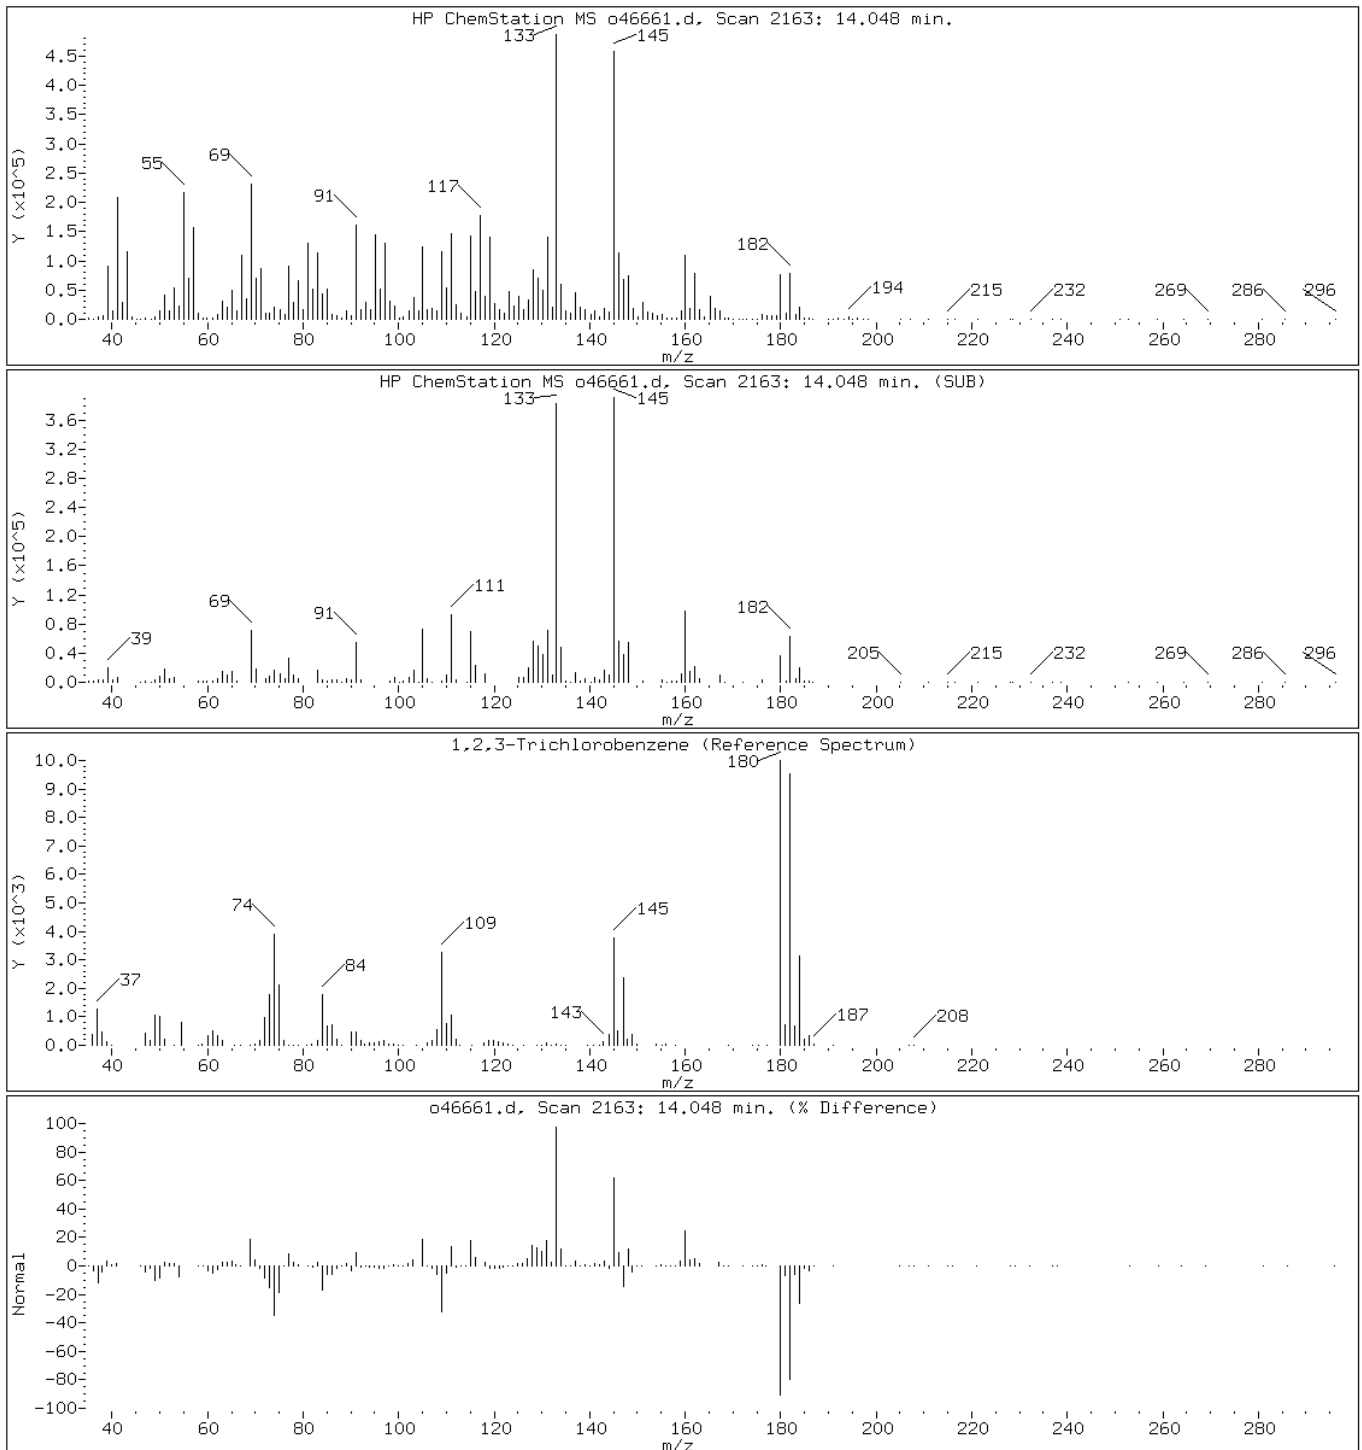 HP ChemStation MS o46661.d, Scan 2163: 14.048 min.
133 145
4.5
4.0
3.5
3.0
2.5
2.0
1.5
1.0
0.5
0.0
Y (x10^5)
55 69 91 117 182 194 215 232 269 286 296
40 60 80 100 120 140 160 180 200 220 240 260 280
m/z
HP ChemStation MS o46661.d, Scan 2163: 14.048 min. (SUB)
133 145
3.6
3.2
2.8
2.4
2.0
1.6
1.2
0.8
0.4
0.0
Y (x10^5)
39 69 91 111 182 205 215 232 269 286 296
40 60 80 100 120 140 160 180 200 220 240 260 280
m/z
1,2,3-Trichlorobenzene (Reference Spectrum)
180
10.0
9.0
8.0
7.0
6.0
5.0
4.0
3.0
2.0
1.0
0.0
Y (x10^3)
37 74 84 109 143 145 187 208
40 60 80 100 120 140 160 180 200 220 240 260 280
m/z
o46661.d, Scan 2163: 14.048 min. (% Difference)
100
80
60
40
20
0
-20
-40
-60
-80
-100
Normal
40 60 80 100 120 140 160 180 200 220 240 260 280
m/z